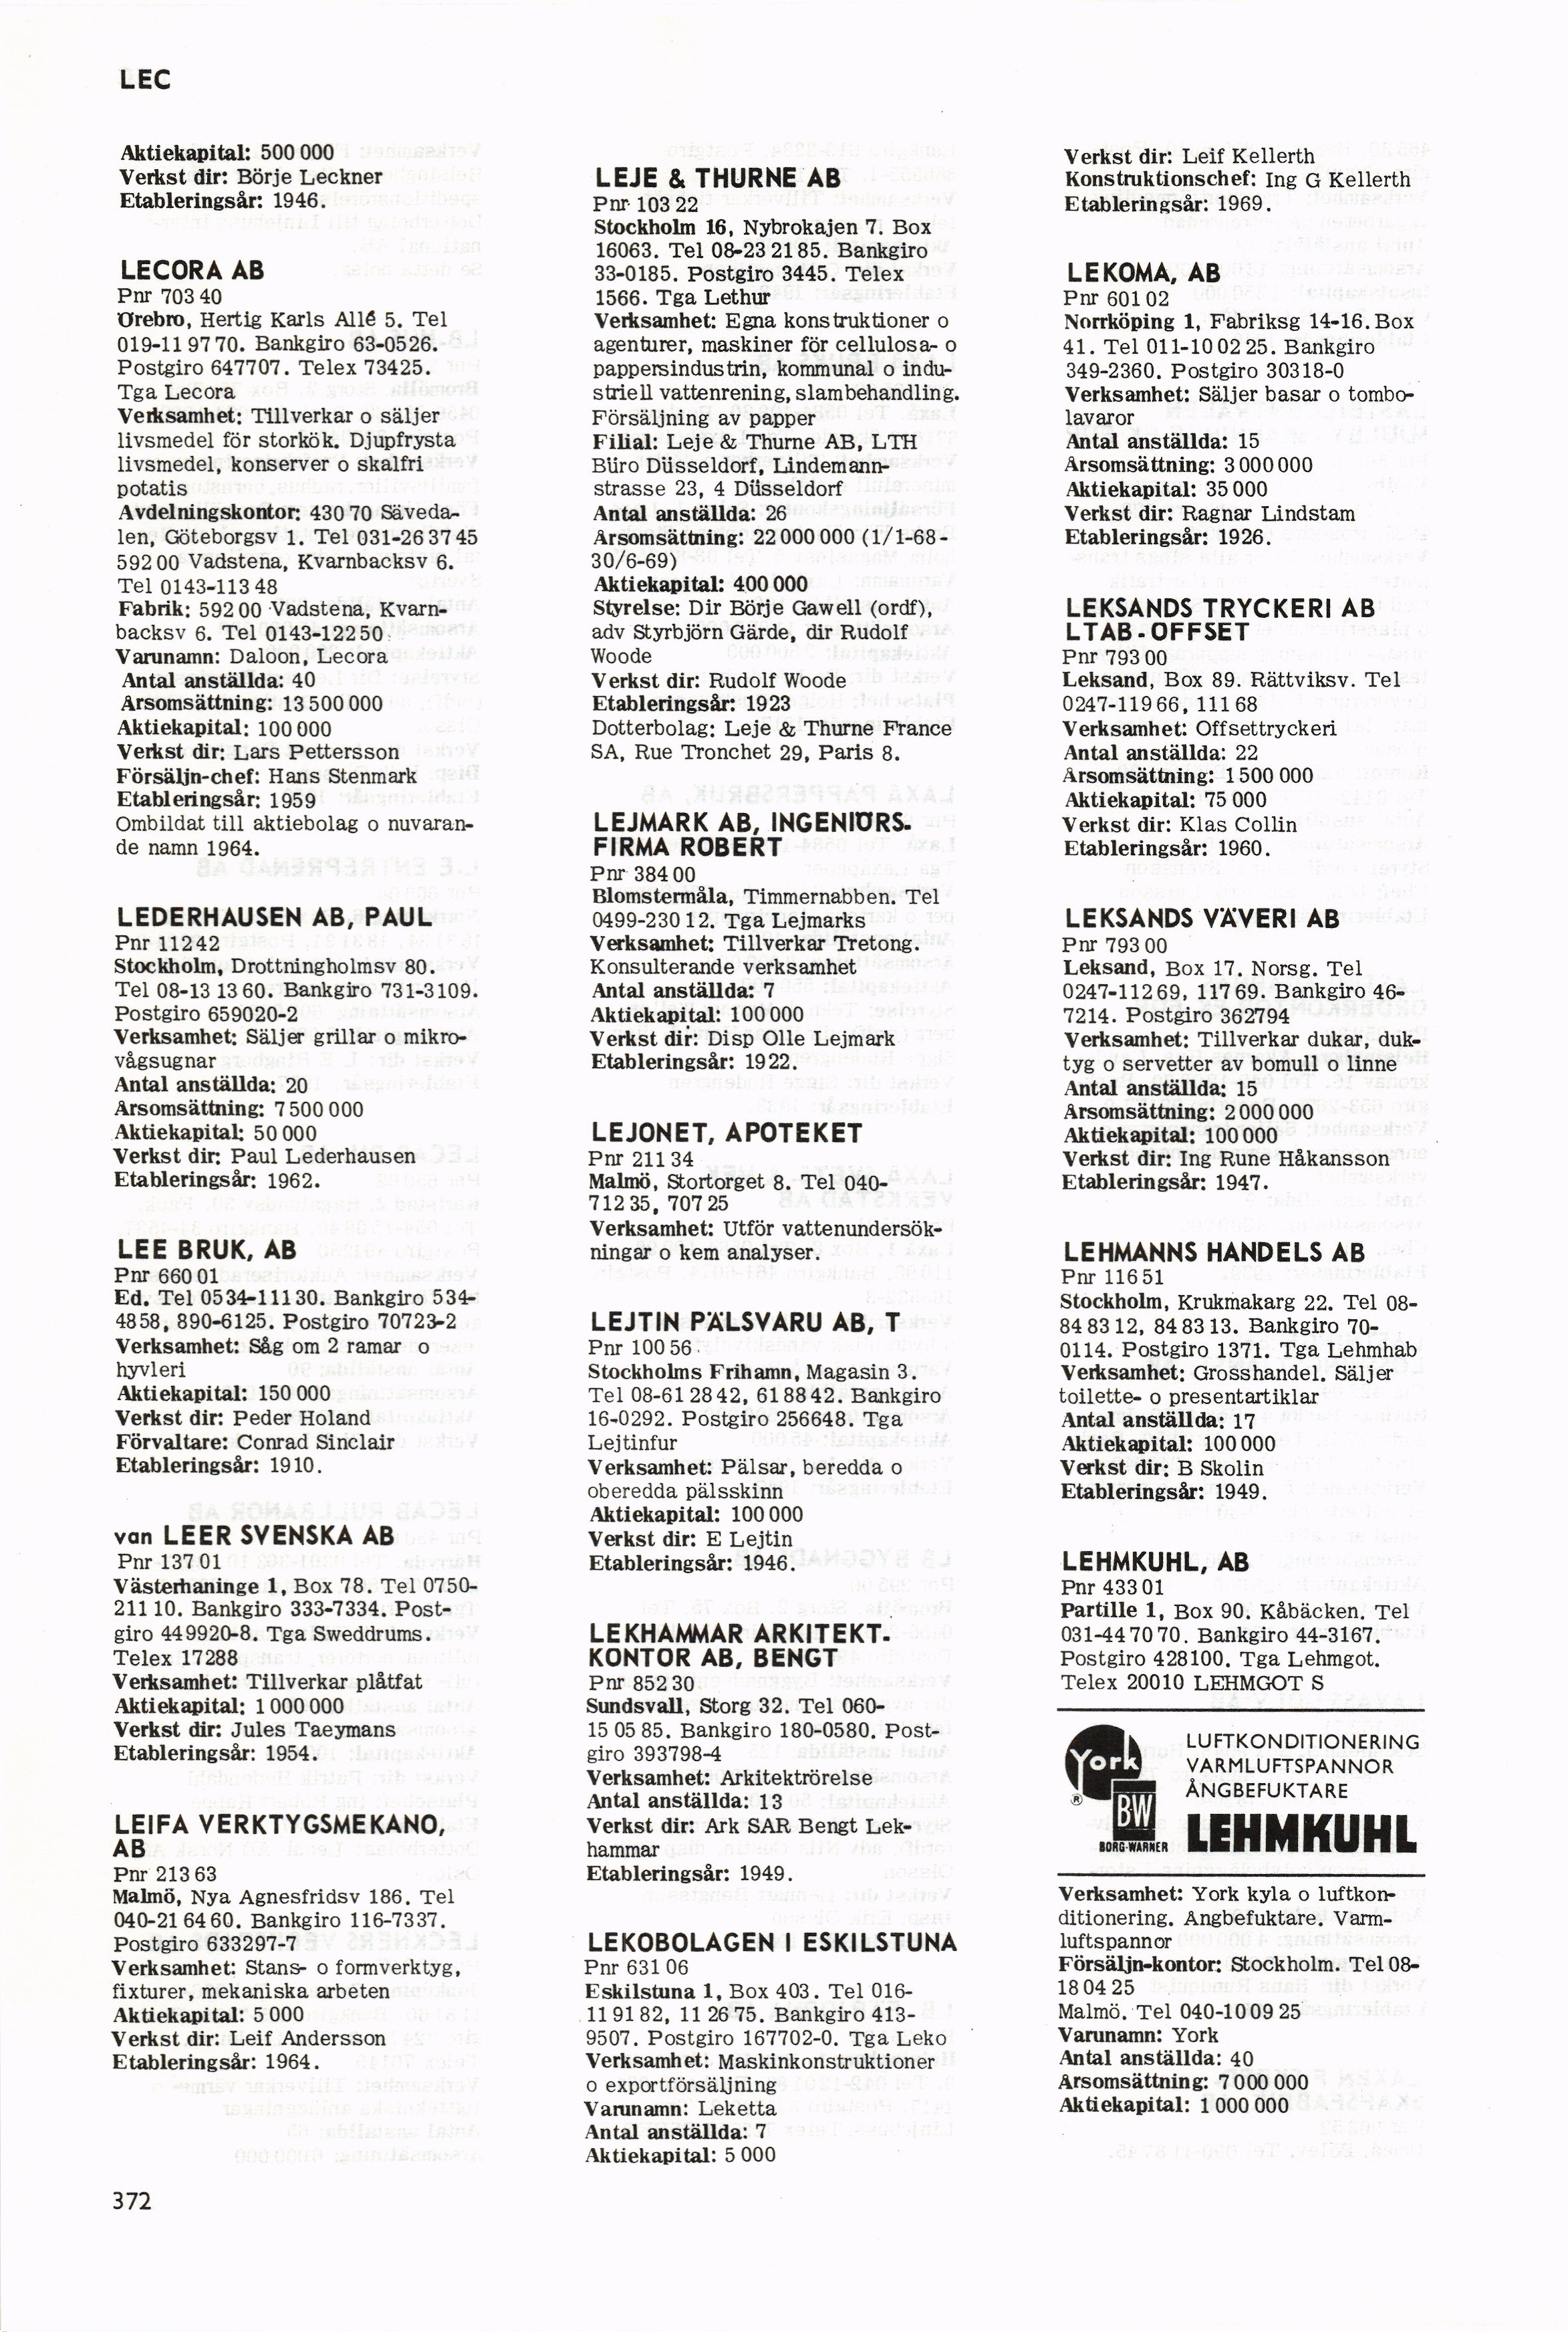 LEC
Aktiekapital: 500 000
Verkst dir: Börje Leckner
Etableringsår: 1946.
LECORA AB
Pnr 703 40
Örebro, Hertig Karls Allé 5. Tel
019-11 97 70. Bankgiro 63-0526.
Postgiro 647707. Telex 73425.
Tga Lecora
Verksamhet: Tillverkar o säljer
livsmedel för storkök. Djupfrysta
livsmedel, konserver o skalfri
potatis
Avdelningskontor: 430 70 Säveda-
len, Göteborgsv 1. Tel 031-26 37 45
592 00 Vadstena, Kvarnbacksv 6.
Tel 0143-113 48
Fabrik: 592 00 Vadstena, Kvarn-
backsv 6. Tel 0143-122 50
Varunamn: Daloon, Lecora
Antal anställda: 40
Årsomsättning: 13 500 000
Aktiekapital: 100 000
Verkst dir: Lars Pettersson
Försäljn-chef: Hans Stenmark
Etableringsår: 1959
Ombildat till aktiebolag o nuvaran-
de namn 1964.
LEDERHAUSEN AB, PAUL
Pnr 112 42
Stockholm, Drottningholmsv 80.
Tel 08-13 13 60. Bankgiro 731-3109.
Postgiro 659020-2
Verksamhet: Säljer grillar o mikro-
vågsugnar
Antal anställda: 20
Årsomsättning: 7 500 000
Aktiekapital: 50 000
Verkst dir: Paul Lederhausen
Etableringsår: 1962.
LEE BRUK, AB
Pnr 660 01
Ed. Tel 0534-111 30. Bankgiro 534-
4858, 890-6125. Postgiro 70723-2
Verksamhet: Såg om 2 ramar o
hyvleri
Aktiekapital: 150 000
Verkst dir: Peder Holand
Förvaltare: Conrad Sinclair
Etableringsår: 1910.
van LEER SVENSKA AB
Pnr 137 01
Västerhaninge 1, Box 78. Tel 0750-
211 10. Bankgiro 333-7334. Post-
giro 449920-8. Tga Sweddrums.
Telex 17288
Verksamhet: Tillverkar plåtfat
Aktiekapital: 1 000 000
Verkst dir: Jules Taeymans
Etableringsår: 1954.
LEIFA VERKTYGSMEKANO,
AB
Pnr 213 63
Malmö, Nya Agnesfridsv 186. Tel
040-21 64 60. Bankgiro 116-7337.
Postgiro 633297-7
Verksamhet: Stans- o formverktyg,
fixturer, mekaniska arbeten
Aktiekapital: 5 000
Verkst dir: Leif Andersson
Etableringsår: 1964.
372
LEJE & THURNE AB
Pnr 103 22
Stockholm 16, Nybrokajen 7. Box
16063. Tel 08-23 21 85. Bankgiro
33-0185. Postgiro 3445. Telex
1566. Tga Lethur
Verksamhet: Egna konstruktioner o
agenturer, maskiner för cellulosa- o
pappersindustrin, kommunal o indu-
striell vattenrening, slambehandling.
Försäljning av papper
Filial: Leje & Thurne AB, LTH
Büro Düsseldorf, Lindemann-
strasse 23, 4 Düsseldorf
Antal anställda: 26
Årsomsättning: 22 000 000 (1/1-68 -
30/6-69)
Aktiekapital: 400 000
Styrelse: Dir Börje Gawell (ordf),
adv Styrbjörn Gärde, dir Rudolf
Woode
Verkst dir: Rudolf Woode
Etableringsår: 1923
Dotterbolag: Leje & Thurne France
SA, Rue Tronchet 29, Paris 8.
LEJMARK AB, INGENIÖRS-
FIRMA ROBERT
Pnr 384 00
Blomstermåla, Timmernabben. Tel
0499-230 12. Tga Lejmarks
Verksamhet: Tillverkar Tretong.
Konsulterande verksamhet
Antal anställda: 7
Aktiekapital: 100 000
Verkst dir: Disp Olle Lejmark
Etableringsår: 1922.
LEJONET, APOTEKET
Pnr 211 34
Malmö, Stortorget 8. Tel 040-
712 35, 707 25
Verksamhet: Utför vattenundersök-
ningar o kem analyser.
LEJTIN PÄLSVARU AB, T
Pnr 100 56
Stockholms Frihamn, Magasin 3.
Tel 08-61 28 42, 61 88 42. Bankgiro
16-0292. Postgiro 256648. Tga
Lejtinfur
Verksamhet: Pälsar, beredda o
oberedda pälsskinn
Aktiekapital: 100 000
Verkst dir: E Lejtin
Etableringsår: 1946.
LEKHAMMAR ARKITEKT-
KONTOR AB, BENGT
Pnr 852 30
Sundsvall, Storg 32. Tel 060-
15 05 85. Bankgiro 180-0580. Post-
giro 393798-4
Verksamhet: Arkitektrörelse
Antal anställda: 13
Verkst dir: Ark SAR Bengt Lek-
hammar
Etableringsår: 1949.
LEKOBOLAGEN I ESKILSTUNA
Pnr 631 06
Eskilstuna 1, Box 403. Tel 016-
11 91 82, 11 26 75. Bankgiro 413-
9507. Postgiro 167702-0. Tga Leko
Verksamhet: Maskinkonstruktioner
o exportförsäljning
Varunamn: Leketta
Antal anställda: 7
Aktiekapital: 5 000
Verkst dir: Leif Kellerth
Konstruktionschef: Ing G Kellerth
Etableringsår: 1969.
LEKOMA, AB
Pnr 601 02
Norrköping 1, Fabriksg 14-16. Box
41. Tel 011-10 02 25. Bankgiro
349-2360. Postgiro 30318-0
Verksamhet: Säljer basar o tombo-
lavaror
Antal anställda: 15
Årsomsättning: 3 000 000
Aktiekapital: 35 000
Verkst dir: Ragnar Lindstam
Etableringsår: 1926.
LEKSANDS TRYCKERI AB
LTAB-OFFSET
Pnr 793 00
Leksand, Box 89. Rättviksv. Tel
0247-119 66, 111 68
Verksamhet: Offsettryckeri
Antal anställda: 22
Årsomsättning: 1 500 000
Aktiekapital: 75 000
Verkst dir: Klas Collin
Etableringsår: 1960.
LEKSANDS VÄVERI AB
Pnr 793 00
Leksand, Box 17. Norsg. Tel
0247-112 69, 117 69. Bankgiro 46-
7214. Postgiro 362794
Verksamhet: Tillverkar dukar, duk-
tyg o servetter av bomull o linne
Antal anställda: 15
Årsomsättning: 2 000 000
Aktiekapital: 100 000
Verkst dir: Ing Rune Håkansson
Etableringsår: 1947.
LEHMANNS HANDELS AB
Pnr 116 51
Stockholm, Krukmakarg 22. Tel 08-
84 83 12, 84 83 13. Bankgiro 70-
0114. Postgiro 1371. Tga Lehmhab
Verksamhet: Grosshandel. Säljer
toilette- o presentartiklar
Antal anställda: 17
Aktiekapital: 100 000
Verkst dir: B Skolin
Etableringsår: 1949.
LEHMKUHL, AB
Pnr 433 01
Partille 1, Box 90. Kåbäcken. Tel
031-44 70 70. Bankgiro 44-3167.
Postgiro 428100. Tga Lehmgot.
Telex 20010 LEHMGOT S
York
®
BW
BORG-WARNER
LUFTKONDITIONERING
VARMLUFTSPANNOR
ÅNGBEFUKTARE
LEHMKUHL
Verksamhet: York kyla o luftkon-
ditionering. Ångbefuktare. Varm-
luftspannor
Försäljn-kontor: Stockholm. Tel 08-
18 04 25
Malmö. Tel 040-10 09 25
Varunamn: York
Antal anställda: 40
Årsomsättning: 7 000 000
Aktiekapital: 1 000 000